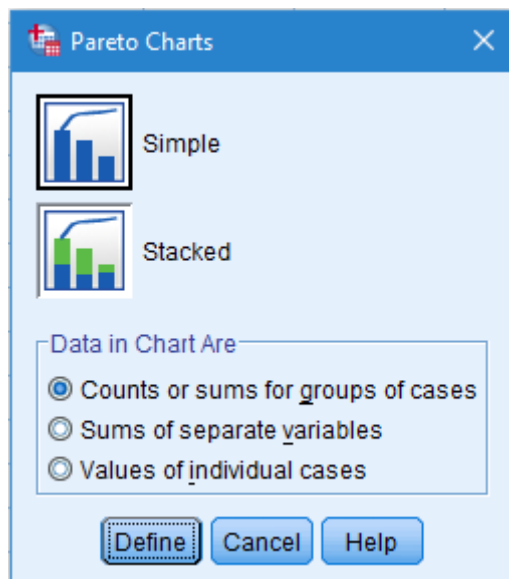 Pareto Charts
Simple
Stacked
Data in Chart Are
Counts or sums for groups of cases
Sums of separate variables
Values of individual cases
Define Cancel Help